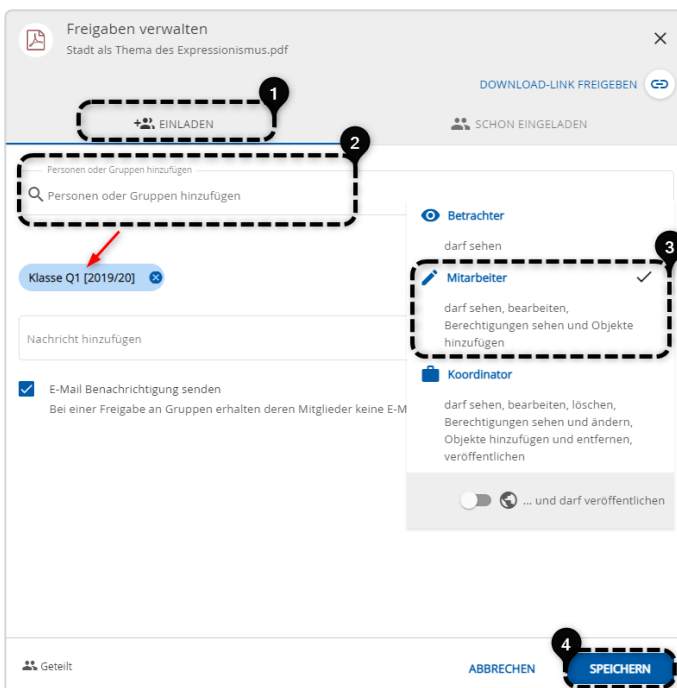 Freigaben verwalten
Stadt als Thema des Expressionismus.pdf
DOWNLOAD-LINK FREIGEBEN
1
EINLADEN
SCHON EINGELADEN
2
Personen oder Gruppen hinzufügen
Personen oder Gruppen hinzufügen
Betrachter
darf sehen
3
Klasse Q1 [2019/20]
Mitarbeiter
darf sehen, bearbeiten,
Berechtigungen sehen und Objekte
hinzufügen
Nachricht hinzufügen
Koordinator
darf sehen, bearbeiten, löschen,
Berechtigungen sehen und ändern,
Objekte hinzufügen und entfernen,
veröffentlichen
E-Mail Benachrichtigung senden
Bei einer Freigabe an Gruppen erhalten deren Mitglieder keine E-M
... und darf veröffentlichen
4
Geteilt
ABBRECHEN
SPEICHERN